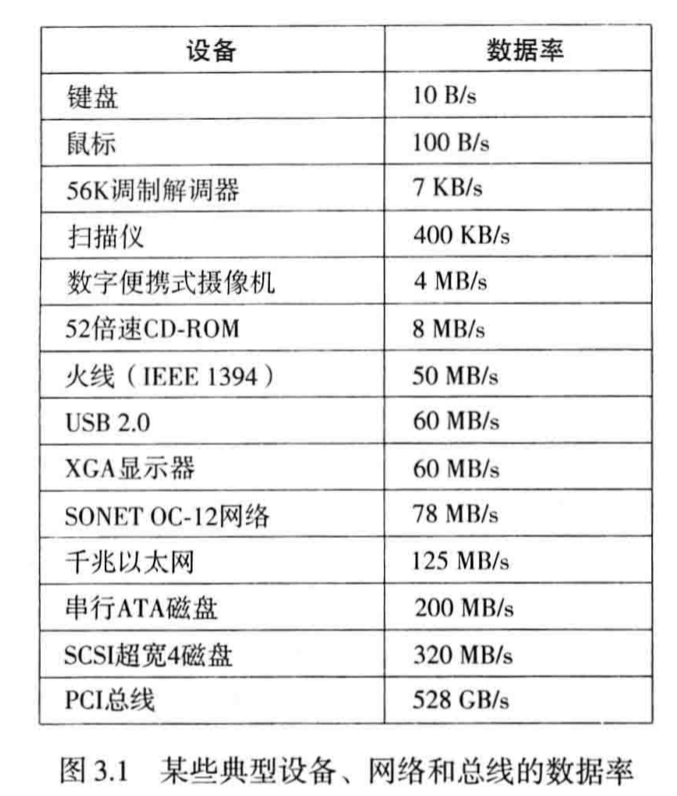 设备 数据率
键盘 10 B/s
鼠标 100 B/s
56K调制解调器 7 KB/s
扫描仪 400 KB/s
数字便携式摄像机 4 MB/s
52倍速CD-ROM 8 MB/s
火线（IEEE 1394） 50 MB/s
USB 2.0 60 MB/s
XGA显示器 60 MB/s
SONET OC-12网络 78 MB/s
千兆以太网 125 MB/s
串行ATA磁盘 200 MB/s
SCSI超宽4磁盘 320 MB/s
PCI总线 528 GB/s
图 3.1 某些典型设备、网络和总线的数据率